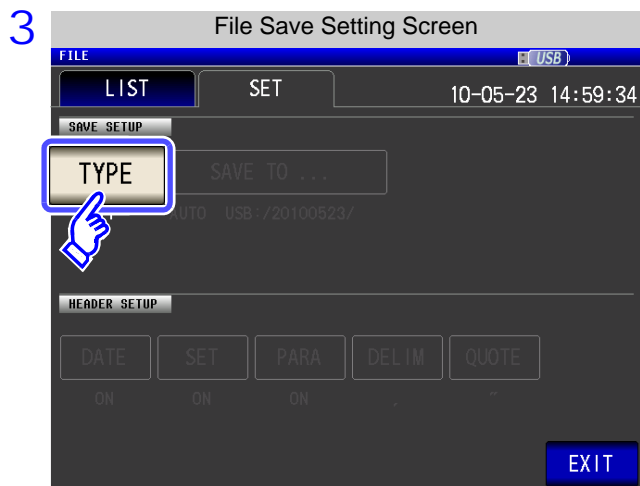 3
File Save Setting Screen
FILE
USB
LIST SET 10-05-23 14:59:34
SAVE SETUP
TYPE SAVE TO ...
AUTO USB:/20100523/
HEADER SETUP
DATE SET PARA DELIM QUOTE
ON ON ON , "
EXIT